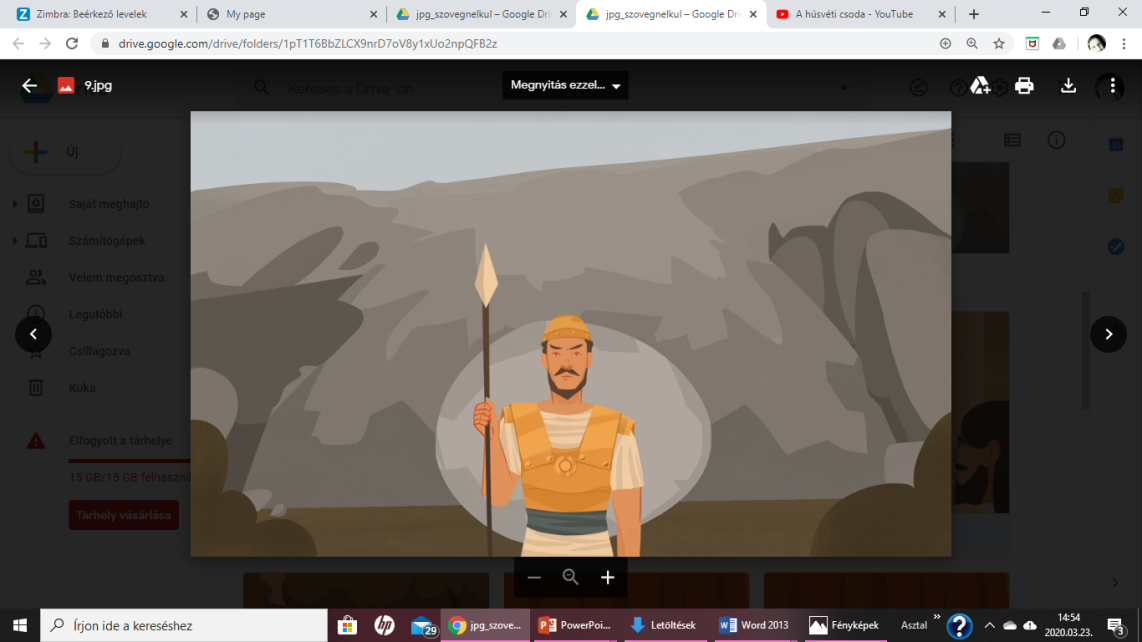 Zimbra: Beérkező levelek
My page
jpg_szovegnelkul – Google Dri
jpg_szovegnelkul – Google Dri
A húsvéti csoda - YouTube
drive.google.com/drive/folders/1pT1T6BbZLCX9nrD7oV8y1xUo2npQFB2z
9.jpg
Keresés a Drive-on
Megnyitás ezzel...
Új
Saját meghajtó
Számítógépek
Velem megosztva
Legutóbbi
Csillagozva
Kuka
Elfogyott a tárhelye
15 GB/15 GB felhaszná
Tárhely vásárlása
Írjon ide a kereséshez
29
jpg_szove...
PowerPoi...
Letöltések
Word 2013
Fényképek
Asztal
14:54
2020.03.23.
3